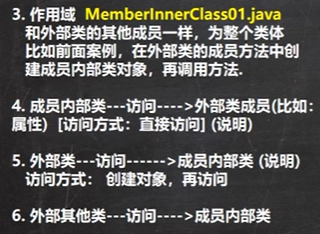 3. 作用域  MemberInnerClass01.java
和外部类的其他成员一样，为整个类体
比如前面案例，在外部类的成员方法中创
建成员内部类对象，再调用方法.
4. 成员内部类---访问---->外部类成员(比如：
属性)  [访问方式：直接访问] (说明)
5. 外部类---访问------>成员内部类 (说明)
访问方式： 创建对象，再访问
6. 外部其他类---访问---->成员内部类